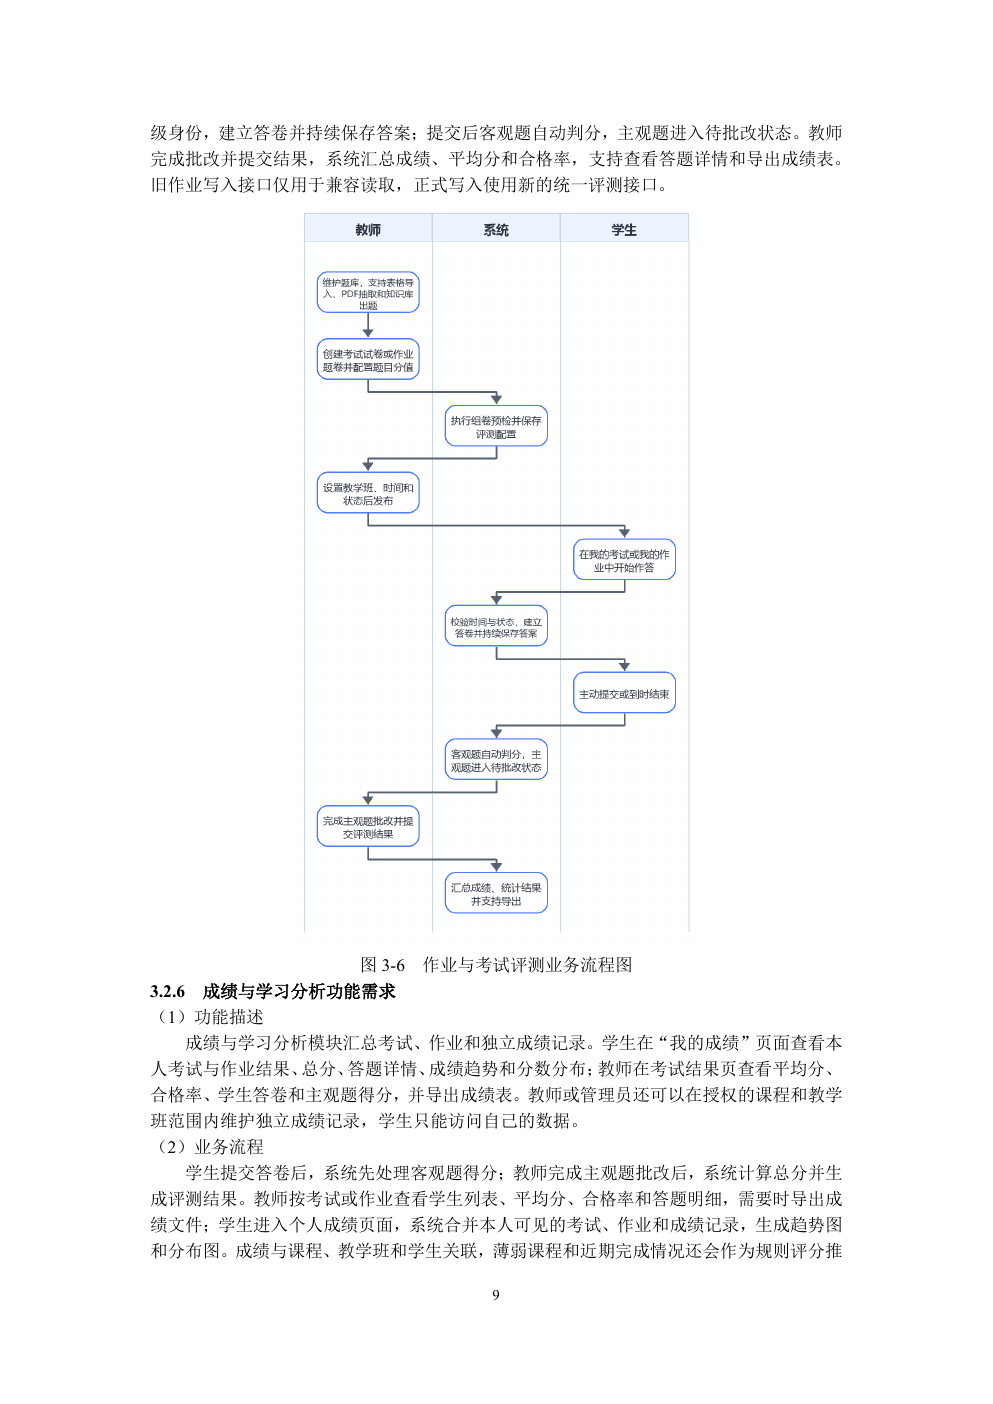 级身份，建立答卷并持续保存答案；提交后客观题自动判分，主观题进入待批改状态。教师
完成批改并提交结果，系统汇总成绩、平均分和合格率，支持查看答题详情和导出成绩表。
旧作业写入接口仅用于兼容读取，正式写入使用新的统一评测接口。
教师
系统
学生
维护题库，支持表格导
入、PDF抽取和知识库
出题
创建考试试卷或作业
题卷并配置题目分值
执行组卷预检并保存
评测配置
设置教学班、时间和
状态后发布
在我的考试或我的作
业中开始作答
校验时间与状态，建立
答卷并持续保存答案
主动提交或到时结束
客观题自动判分，主
观题进入待批改状态
完成主观题批改并提
交评测结果
汇总成绩、统计结果
并支持导出
图 3-6　作业与考试评测业务流程图
3.2.6　成绩与学习分析功能需求
（1）功能描述
成绩与学习分析模块汇总考试、作业和独立成绩记录。学生在“我的成绩”页面查看本
人考试与作业结果、总分、答题详情、成绩趋势和分数分布；教师在考试结果页查看平均分、
合格率、学生答卷和主观题得分，并导出成绩表。教师或管理员还可以在授权的课程和教学
班范围内维护独立成绩记录，学生只能访问自己的数据。
（2）业务流程
学生提交答卷后，系统先处理客观题得分；教师完成主观题批改后，系统计算总分并生
成评测结果。教师按考试或作业查看学生列表、平均分、合格率和答题明细，需要时导出成
绩文件；学生进入个人成绩页面，系统合并本人可见的考试、作业和成绩记录，生成趋势图
和分布图。成绩与课程、教学班和学生关联，薄弱课程和近期完成情况还会作为规则评分推
9